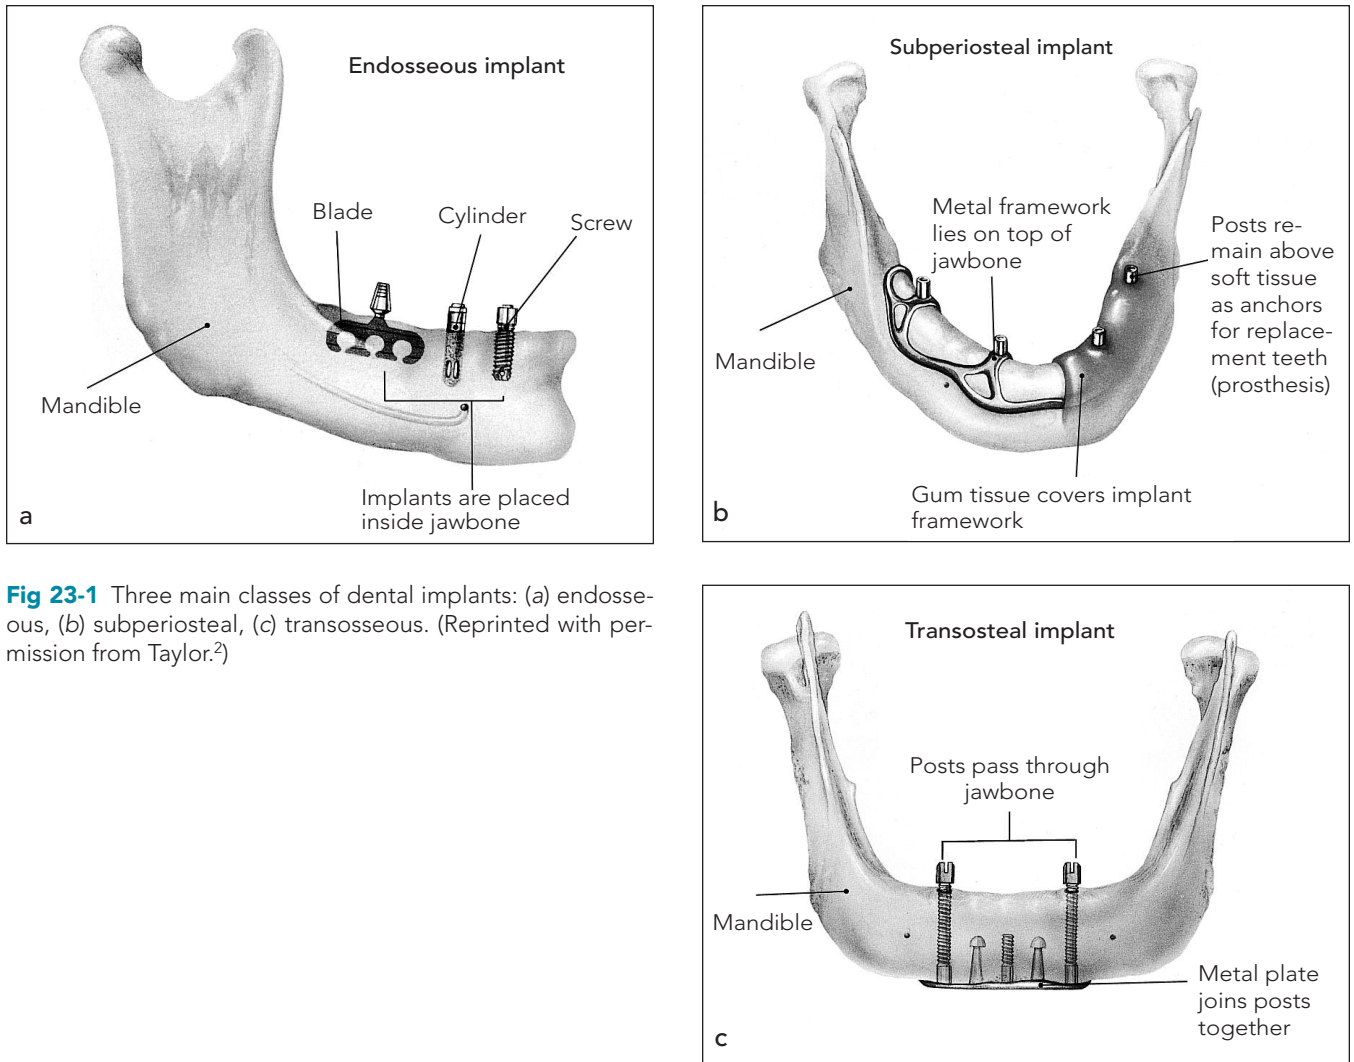 Endosseous implant
Blade
Cylinder
Screw
Mandible
Implants are placed
inside jawbone
a
Subperiosteal implant
Metal framework
lies on top of
jawbone
Posts re-
main above
soft tissue
as anchors
for replace-
ment teeth
(prosthesis)
Mandible
Gum tissue covers implant
framework
b
Fig 23-1 Three main classes of dental implants: (a) endosse-
ous, (b) subperiosteal, (c) transosseous. (Reprinted with per-
mission from Taylor.²)
Transosteal implant
Posts pass through
jawbone
Mandible
Metal plate
joins posts
together
c